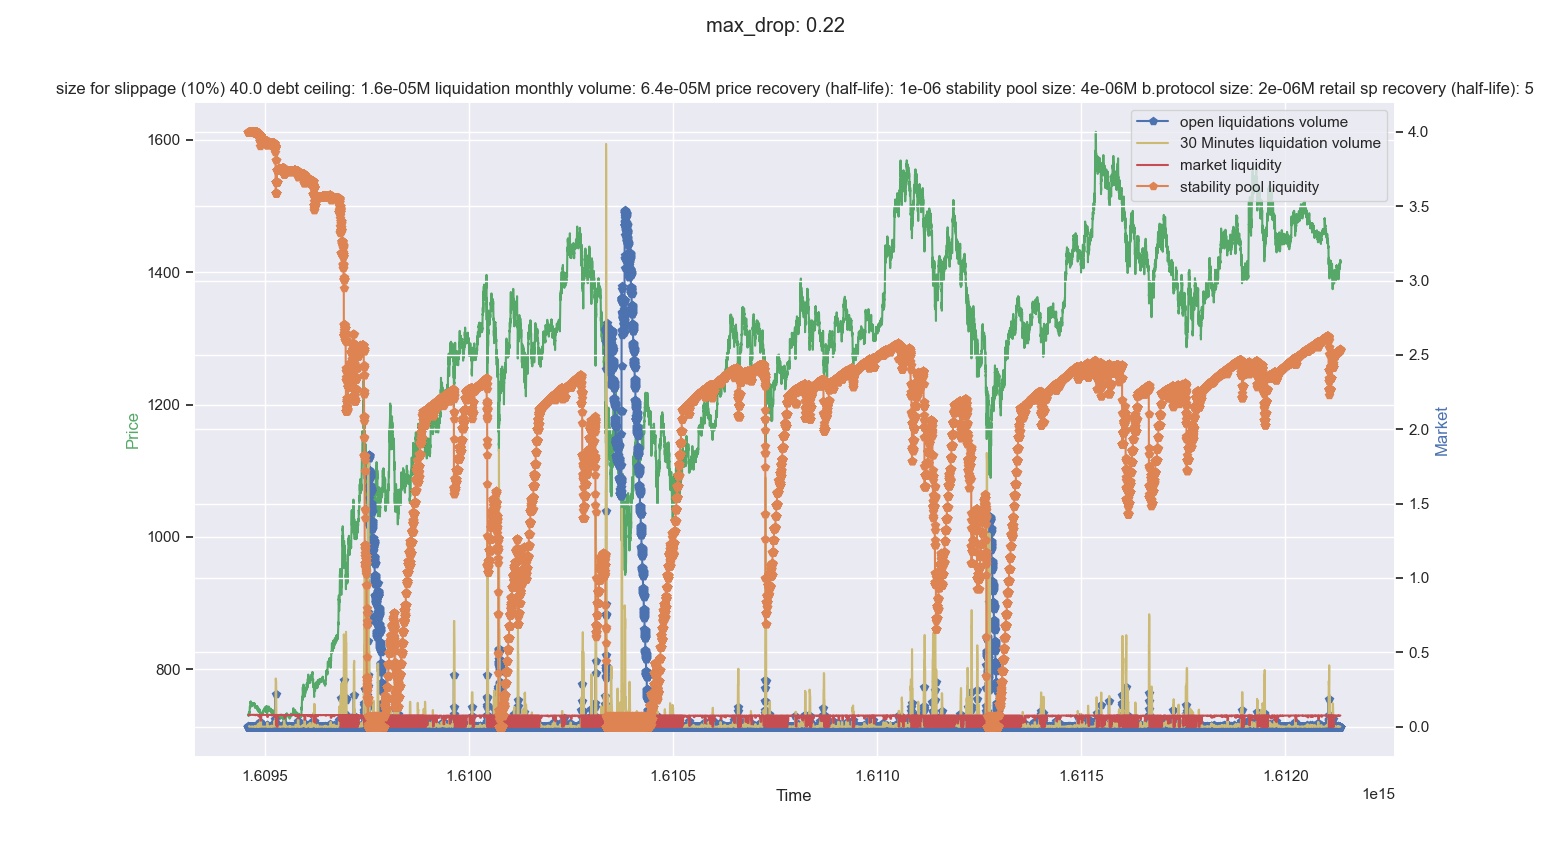 max_drop: 0.22
size for slippage (10%) 40.0 debt ceiling: 1.6e-05M liquidation monthly volume: 6.4e-05M price recovery (half-life): 1e-06 stability pool size: 4e-06M b.protocol size: 2e-06M retail sp recovery (half-life): 5
open liquidations volume
30 Minutes liquidation volume
market liquidity
stability pool liquidity
Price
1600
1400
1200
1000
800
4.0
3.5
3.0
2.5
2.0
1.5
1.0
0.5
0.0
Market
1.6095
1.6100
1.6105
1.6110
1.6115
1.6120
Time
1e15